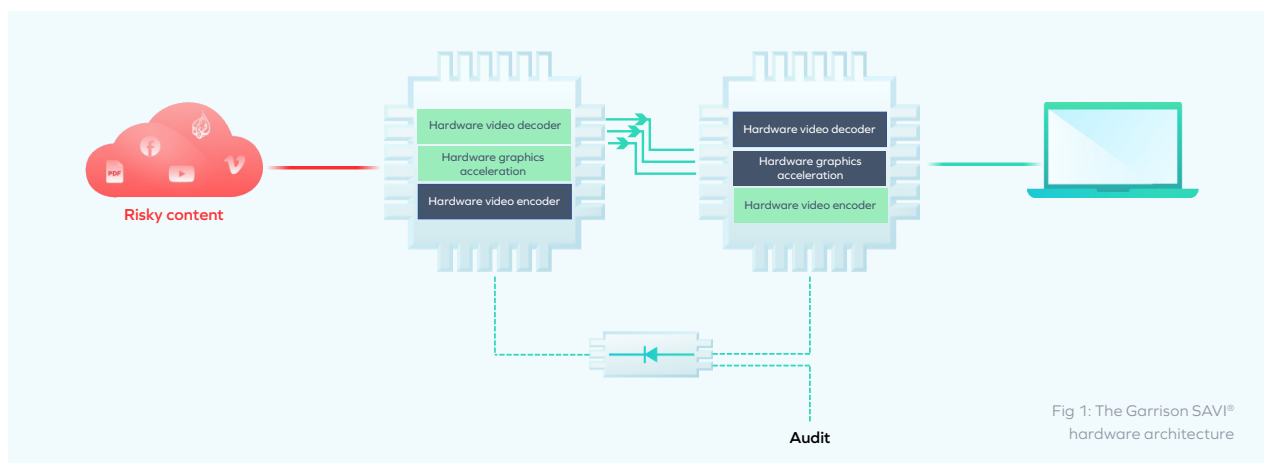 PDF
Risky content
Hardware video decoder
Hardware graphics
acceleration
Hardware video encoder
Hardware video decoder
Hardware graphics
acceleration
Hardware video encoder
Audit
Fig 1: The Garrison SAVI®
hardware architecture